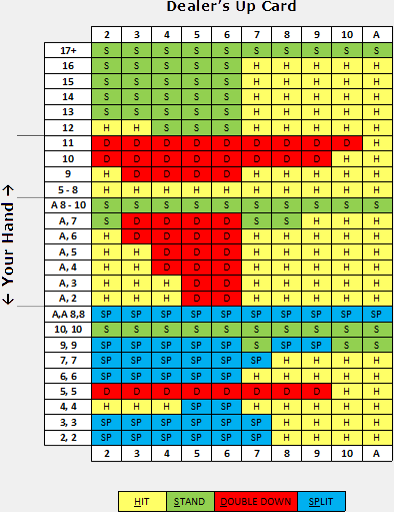 Dealer's Up Card
2 3 4 5 6 7 8 9 10 A
17+ S S S S S S S S S S
16 S S S S S H H H H H
15 S S S S S H H H H H
14 S S S S S H H H H H
13 S S S S S H H H H H
12 H H S S S H H H H H
11 D D D D D D D D D H
10 D D D D D D D D H H
9 H D D D D H H H H H
5 - 8 H H H H H H H H H H
A 8 - 10 S S S S S S S S S S
A, 7 S D D D D S S H H H
A, 6 H D D D D H H H H H
A, 5 H H D D D H H H H H
A, 4 H H D D D H H H H H
A, 3 H H H D D H H H H H
A, 2 H H H D D H H H H H
A,A 8,8 SP SP SP SP SP SP SP SP SP SP
10, 10 S S S S S S S S S S
9, 9 SP SP SP SP SP S SP SP S S
7, 7 SP SP SP SP SP SP H H H H
6, 6 SP SP SP SP SP H H H H H
5, 5 D D D D D D D D H H
4, 4 H H H SP SP H H H H H
3, 3 SP SP SP SP SP SP H H H H
2, 2 SP SP SP SP SP SP H H H H
2 3 4 5 6 7 8 9 10 A
← Your Hand →
HIT STAND DOUBLE DOWN SPLIT